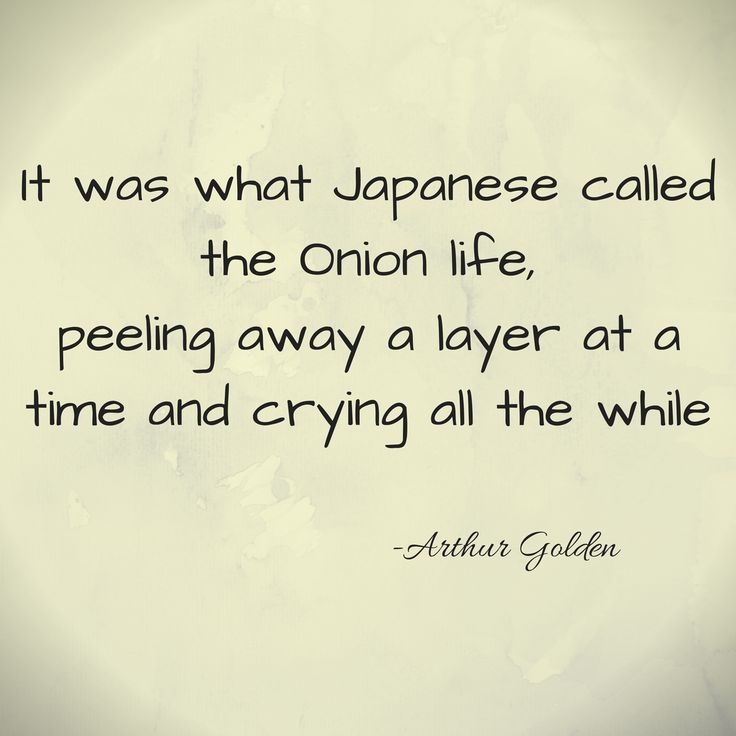 It was what Japanese called
the Onion life,
peeling away a layer at a
time and crying all the while
-Arthur Golden